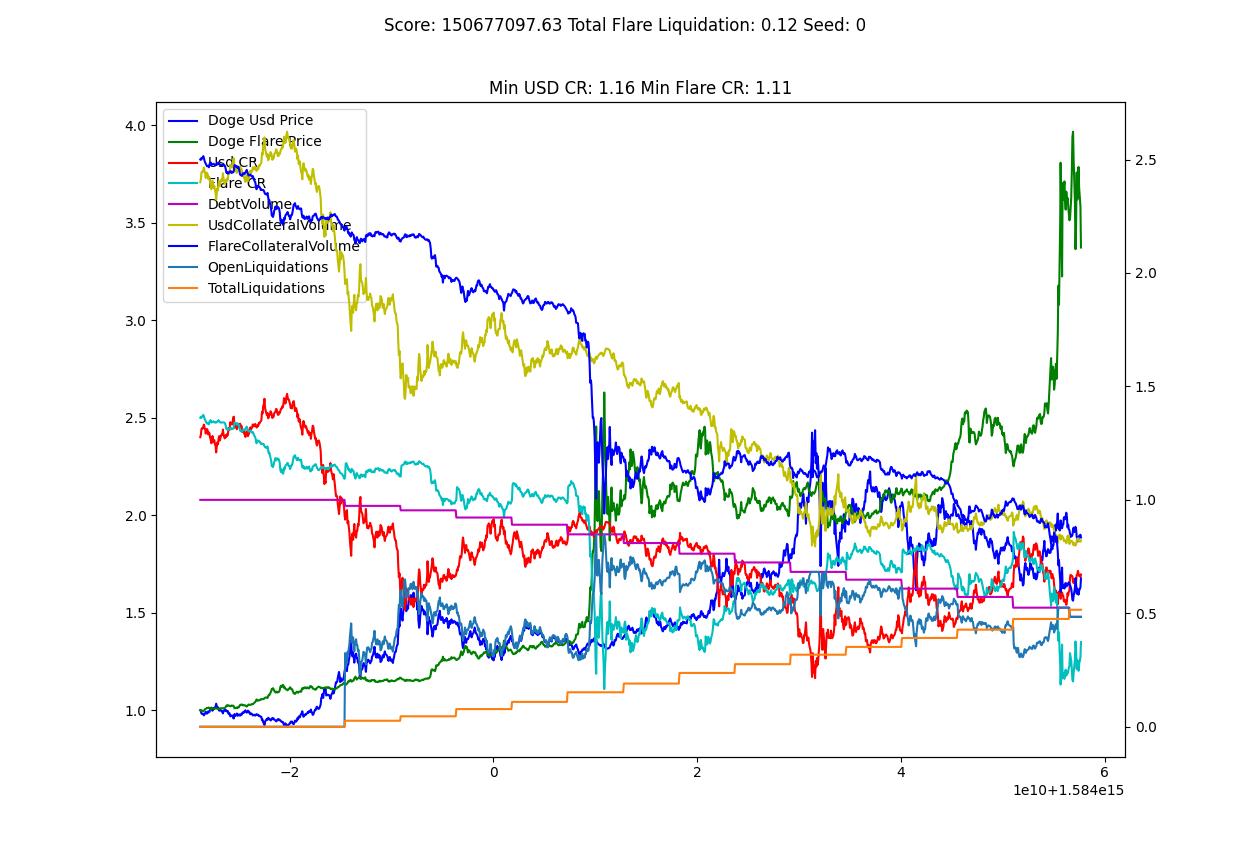 Score: 150677097.63 Total Flare Liquidation: 0.12 Seed: 0
Min USD CR: 1.16 Min Flare CR: 1.11
Doge Usd Price
Doge Flare Price
Usd CR
Flare CR
DebtVolume
UsdCollateralVolume
FlareCollateralVolume
OpenLiquidations
TotalLiquidations
4.0
3.5
3.0
2.5
2.0
1.5
1.0
2.5
2.0
1.5
1.0
0.5
0.0
−2 0 2 4 6
1e10+1.584e15